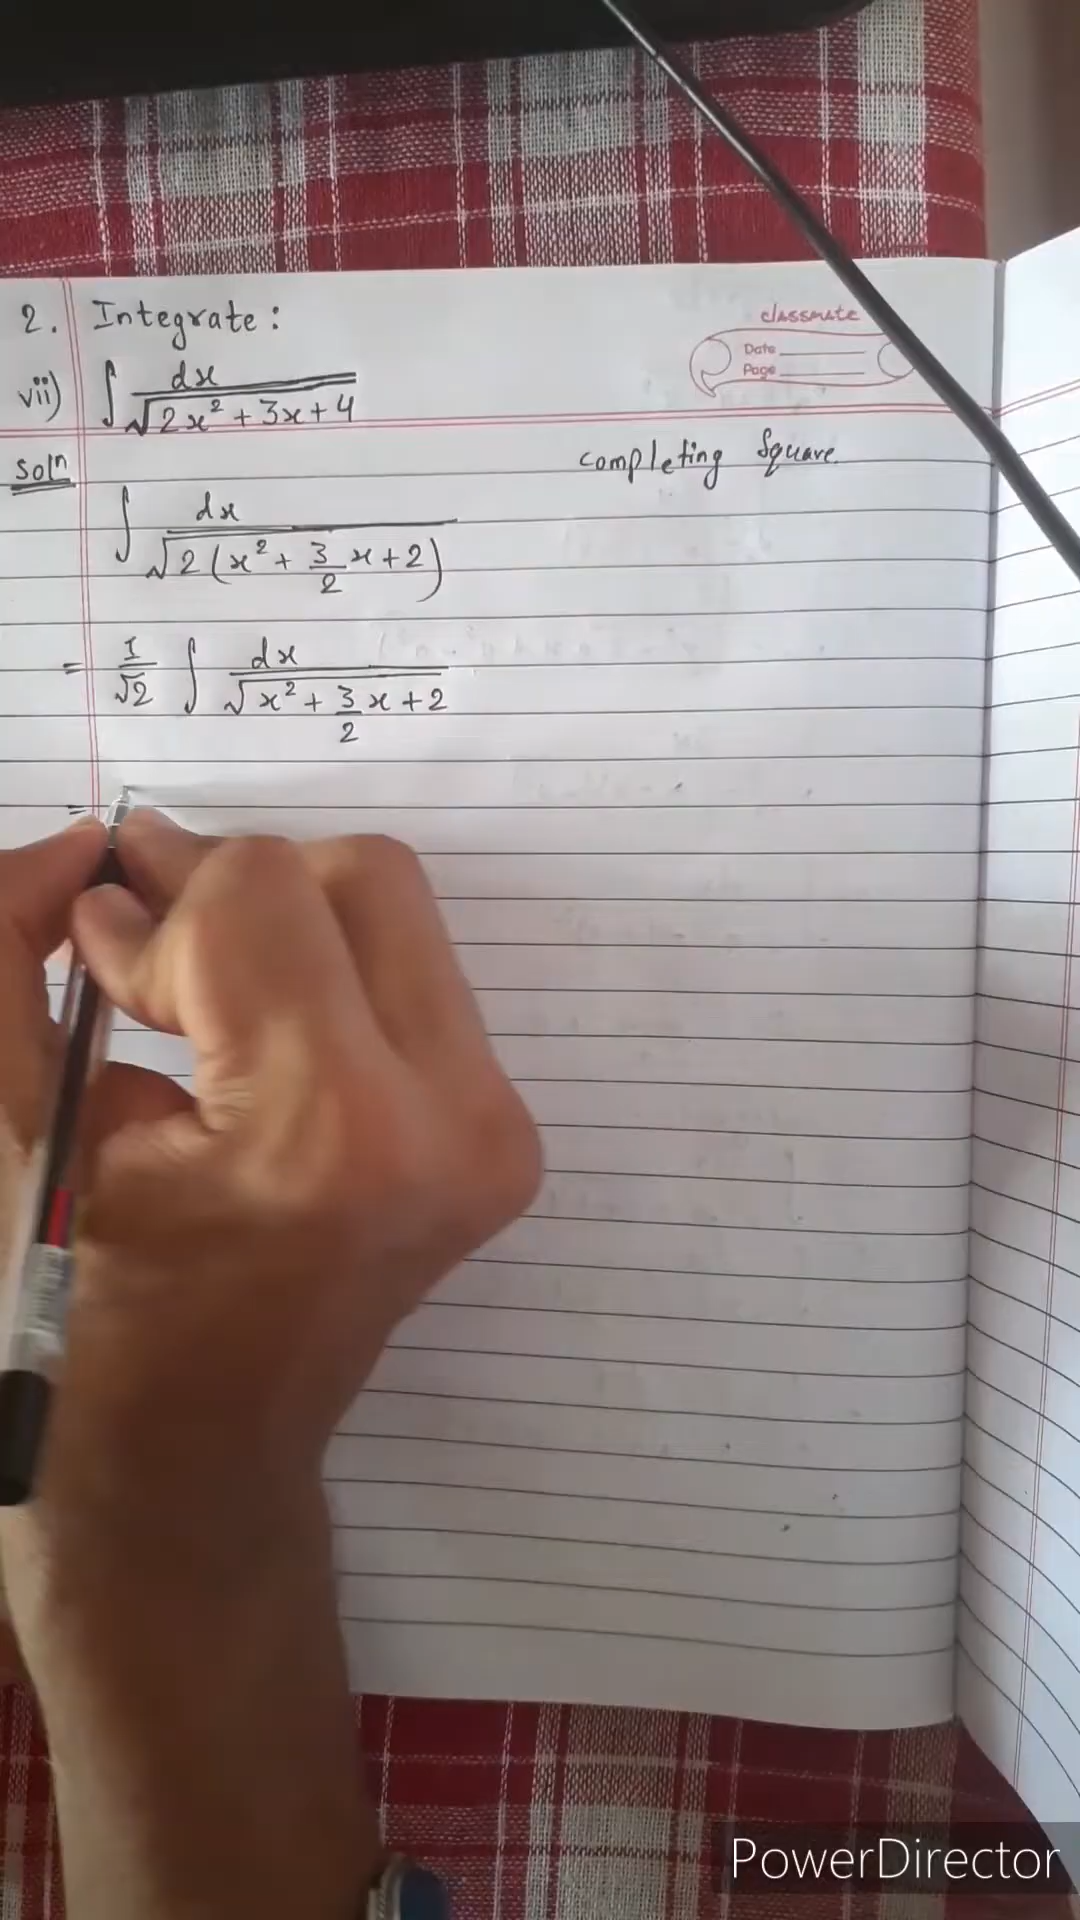 2. Integrate:
classmate
Date
Page
vii) ∫ dx / √(2x² + 3x + 4)
Solⁿ
completing Square
∫ dx / √(2(x² + 3/2 x + 2))
= 1/√2 ∫ dx / √(x² + 3/2 x + 2)
=
PowerDirector